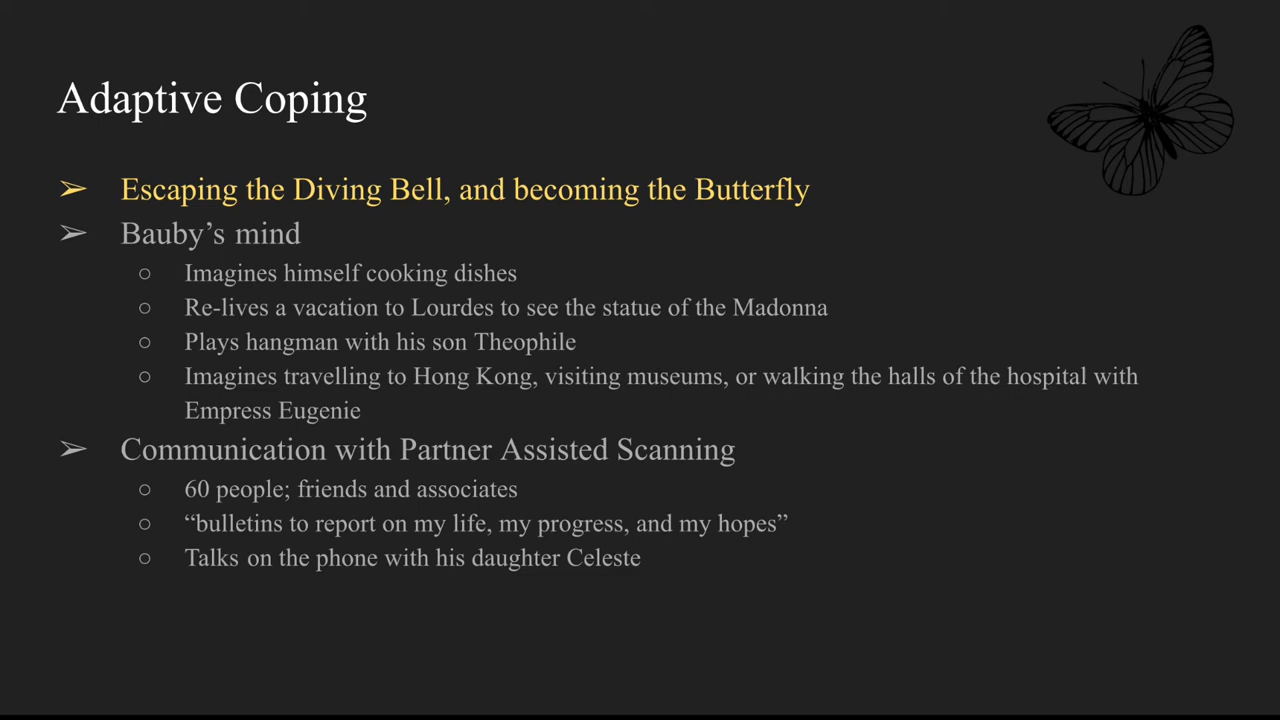 Adaptive Coping
➢ Escaping the Diving Bell, and becoming the Butterfly
➢ Bauby’s mind
○ Imagines himself cooking dishes
○ Re-lives a vacation to Lourdes to see the statue of the Madonna
○ Plays hangman with his son Theophile
○ Imagines travelling to Hong Kong, visiting museums, or walking the halls of the hospital with
Empress Eugenie
➢ Communication with Partner Assisted Scanning
○ 60 people; friends and associates
○ “bulletins to report on my life, my progress, and my hopes”
○ Talks on the phone with his daughter Celeste